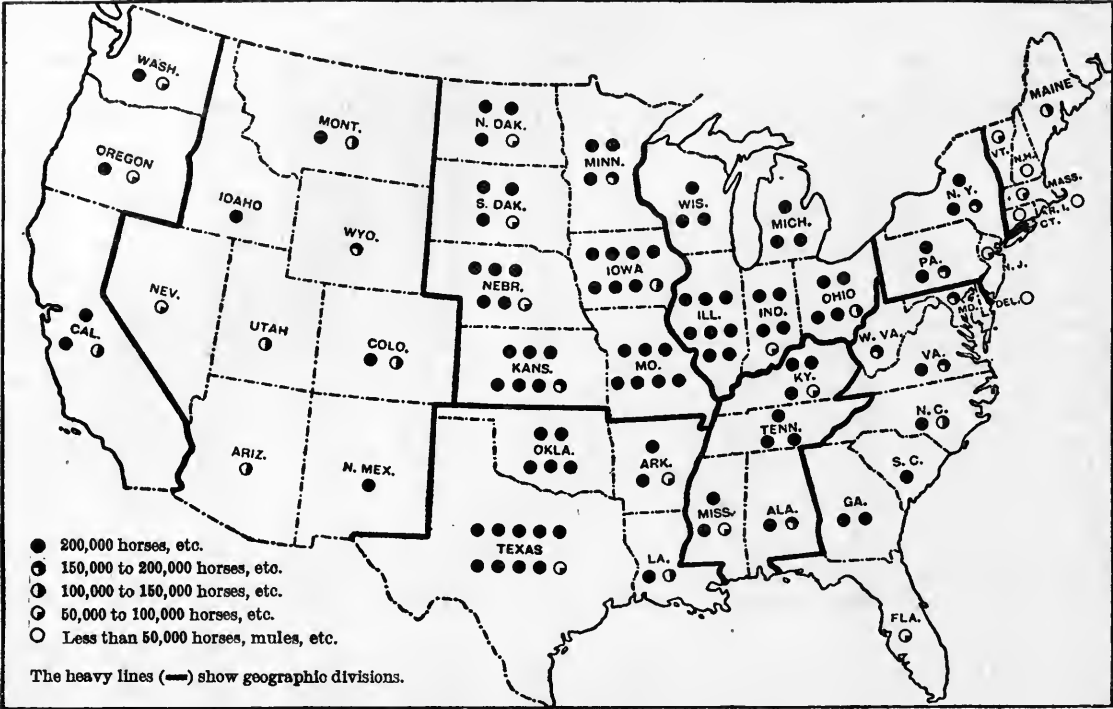 WASH.
MAINE
MONT.
N. DAK.
VT.
N.H.
OREGON
MINN.
MASS.
IDAHO
S. DAK.
WIS.
N. Y.
R. I.
MICH.
CT.
WYO.
PA.
IOWA
N. J.
NEV.
NEBR.
OHIO
DEL.
MD.
CAL.
UTAH
ILL.
IND.
COLO.
W. VA.
KANS.
MO.
VA.
KY.
N. C.
TENN.
ARIZ.
OKLA.
ARK.
S. C.
N. MEX.
MISS.
ALA.
GA.
TEXAS
LA.
FLA.
200,000 horses, etc.
150,000 to 200,000 horses, etc.
100,000 to 150,000 horses, etc.
50,000 to 100,000 horses, etc.
Less than 50,000 horses, mules, etc.
The heavy lines (━) show geographic divisions.